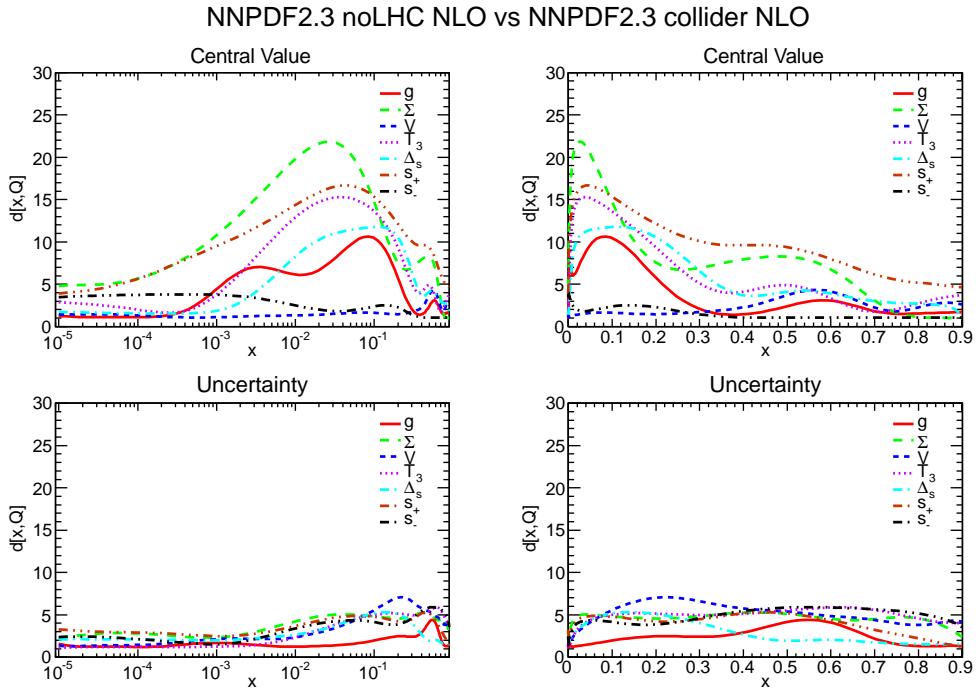 NNPDF2.3 noLHC NLO vs NNPDF2.3 collider NLO
Central Value
d[x,Q]
30
25
20
15
10
5
0
g
Σ
V
T₃
Δₛ
s₊
s₋
10⁻⁵ 10⁻⁴ 10⁻³ 10⁻² 10⁻¹
x
Central Value
d[x,Q]
30
25
20
15
10
5
0
g
Σ
V
T₃
Δₛ
s₊
s₋
0 0.1 0.2 0.3 0.4 0.5 0.6 0.7 0.8 0.9
x
Uncertainty
d[x,Q]
30
25
20
15
10
5
0
g
Σ
V
T₃
Δₛ
s₊
s₋
10⁻⁵ 10⁻⁴ 10⁻³ 10⁻² 10⁻¹
x
Uncertainty
d[x,Q]
30
25
20
15
10
5
0
g
Σ
V
T₃
Δₛ
s₊
s₋
0 0.1 0.2 0.3 0.4 0.5 0.6 0.7 0.8 0.9
x